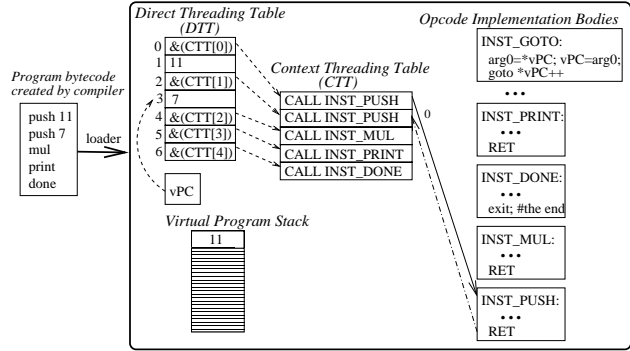 Direct Threading Table
(DTT)
Opcode Implementation Bodies
0 &(CTT[0])
1 11
2 &(CTT[1])
3 7
4 &(CTT[2])
5 &(CTT[3])
6 &(CTT[4])
vPC
Program bytecode
created by compiler
push 11
push 7
mul
print
done
loader
Context Threading Table
(CTT)
CALL INST_PUSH
CALL INST_PUSH
CALL INST_MUL
CALL INST_PRINT
CALL INST_DONE
0
Virtual Program Stack
11
INST_GOTO:
arg0=*vPC; vPC=arg0;
goto *vPC++
•••
INST_PRINT:
•••
RET
INST_DONE:
•••
exit; #the end
INST_MUL:
•••
RET
INST_PUSH:
•••
RET